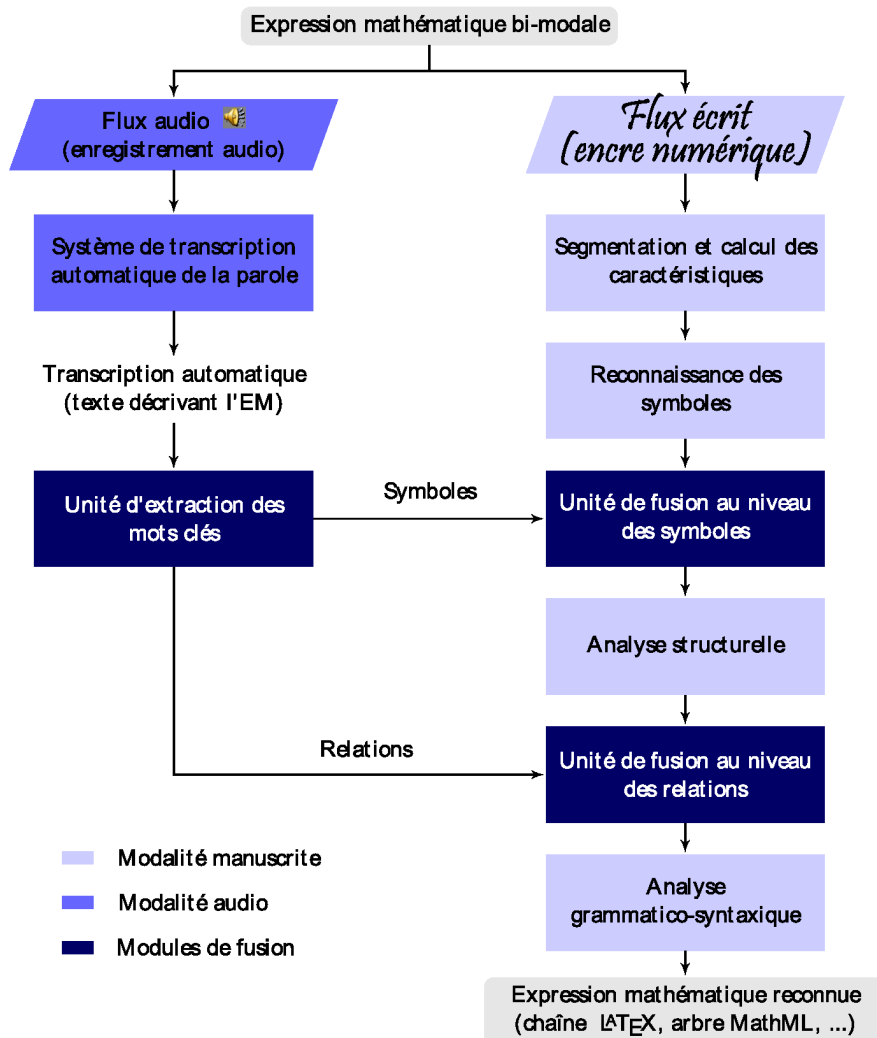 Expression mathématique bi-modale
Flux audio
(enregistrement audio)
Flux écrit
(encre numérique)
Système de transcription
automatique de la parole
Segmentation et calcul des
caractéristiques
Transcription automatique
(texte décrivant l'EM)
Reconnaissance des
symboles
Unité d'extraction des
mots clés
Symboles
Unité de fusion au niveau
des symboles
Analyse structurelle
Relations
Unité de fusion au niveau
des relations
Modalité manuscrite
Modalité audio
Modules de fusion
Analyse
grammatico-syntaxique
Expression mathématique reconnue
(chaîne LATEX, arbre MathML, ...)